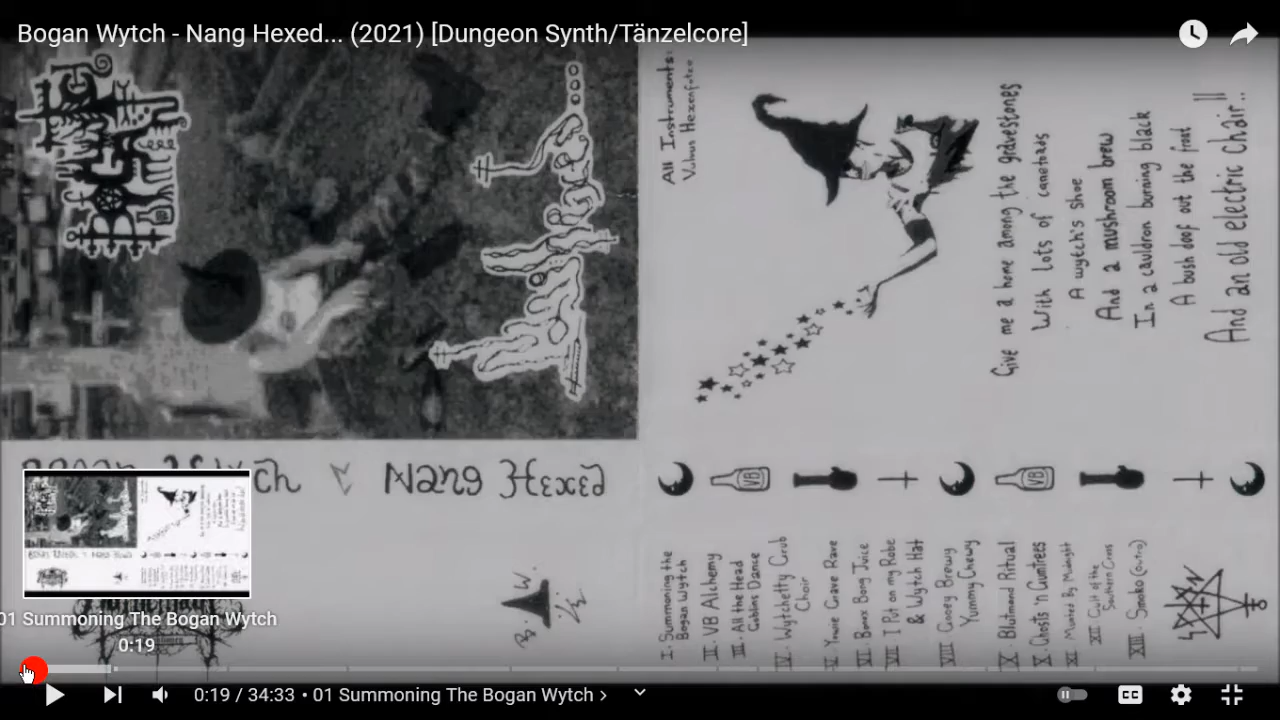 Bogan Wytch - Nang Hexed... (2021) [Dungeon Synth/Tänzelcore]
All Instruments:
Give me a home among the gravestones
With lots of canetoads
A wytch's shoe
And a mushroom brew
In a cauldron burning black
A bush doof out the front
And an old electric chair!!
Nang Hexed
VB
VB
B. W.
I. Summoning the
Bogan Wytch
II. VB Alchemy
III. All the Head
Goblins Dance
IV. Wytchetty Grub
Choir
V. Yowie Grave Rave
VI. Bonox Bong Juice
VII I Put on my Robe
& Wytch Hat
VIII Gooey Brewy
Yummy Chewy
IX. Blutmond Ritual
X. Ghosts 'n Gumtrees
XI Munted By Midnight
XII Cult of the
Southern Cross
XIII. Smoko (outro)
01 Summoning The Bogan Wytch
0:19
0:19 / 34:33 • 01 Summoning The Bogan Wytch
CC